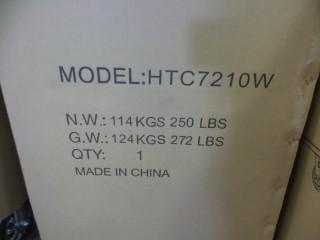 MODEL:HTC7210W
N.W.: 114KGS 250 LBS
G.W.: 124KGS 272 LBS
QTY: 1
MADE IN CHINA